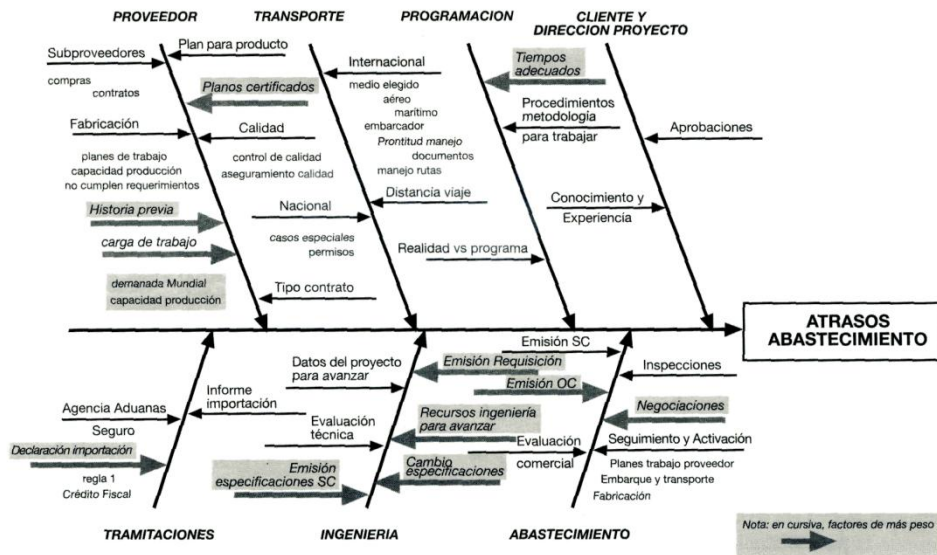 PROVEEDOR
TRANSPORTE
PROGRAMACION
CLIENTE Y
DIRECCION PROYECTO
Subproveedores
compras
contratos
Plan para producto
Planos certificados
Fabricación
planes de trabajo
capacidad producción
no cumplen requerimientos
Calidad
control de calidad
aseguramiento calidad
Historia previa
carga de trabajo
demanada Mundial
capacidad producción
Tipo contrato
Nacional
casos especiales
permisos
Internacional
medio elegido
aéreo
marítimo
embarcador
Prontitud manejo
documentos
manejo rutas
Distancia viaje
Realidad vs programa
Tiempos
adecuados
Procedimientos
metodología
para trabajar
Conocimiento y
Experiencia
Aprobaciones
ATRASOS
ABASTECIMIENTO
Agencia Aduanas
Seguro
Informe
importación
Declaración importación
regla 1
Crédito Fiscal
Datos del proyecto
para avanzar
Evaluación
técnica
Emisión
especificaciones SC
Emisión Requisición
Recursos ingeniería
para avanzar
Cambio
especificaciones
Emisión SC
Emisión OC
Evaluación
comercial
Inspecciones
Negociaciones
Seguimiento y Activación
Planes trabajo proveedor
Embarque y transporte
Fabricación
TRAMITACIONES
INGENIERIA
ABASTECIMIENTO
Nota: en cursiva, factores de más peso